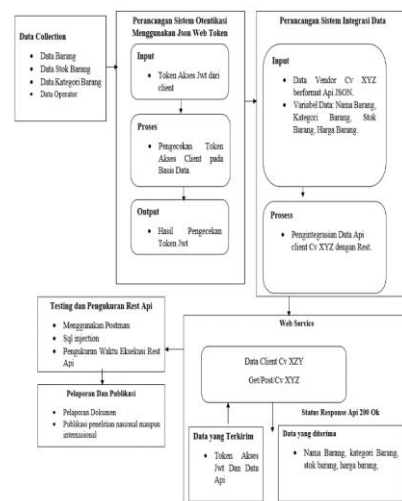 Data Collection
• Data Barang
• Data Stok Barang
• Data Kategori Barang
• Data Operator
Perancangan Sistem Otentikasi
Menggunakan Json Web Token
Input
• Token Akses Jwt dari
client
Proses
• Pengecekan Token
Akses Client pada
Basis Data.
Output
• Hasil Pengecekan
Token Jwt
Perancangan Sistem Integrasi Data
Input
• Data Vendor Cv XYZ
berformat Api JSON.
• Variabel Data: Nama Barang,
Kategori Barang, Stok
Barang, Harga Barang.
Prosess
• Pengintegrasian Data Api
client Cv XYZ dengan Rest.
Testing dan Pengukuran Rest Api
• Menggunakan Postman
• Sql injection
• Pengukuran Waktu Eksekusi Rest
Api
Pelaporan Dan Publikasi
• Pelaporan Dokumen
• Publikasi penelitian nasional maupun
internasional
Web Service
Data Client Cv XZY
Get/Post/Cv XYZ
Status Response Api 200 Ok
Data yang Terkirim
• Token Akses
Jwt Dan Data
Api
Data yang diterima
• Nama Barang, kategori Barang,
stok barang, harga barang,